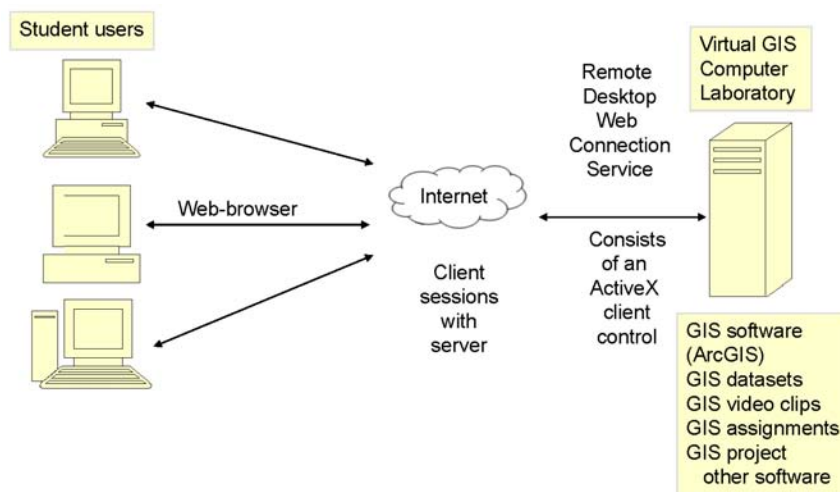 Student users
Virtual GIS
Computer
Laboratory
Remote
Desktop
Web
Connection
Service
Web-browser
Internet
Client
sessions
with
server
Consists
of an
ActiveX
client
control
GIS software
(ArcGIS)
GIS datasets
GIS video clips
GIS assignments
GIS project
other software